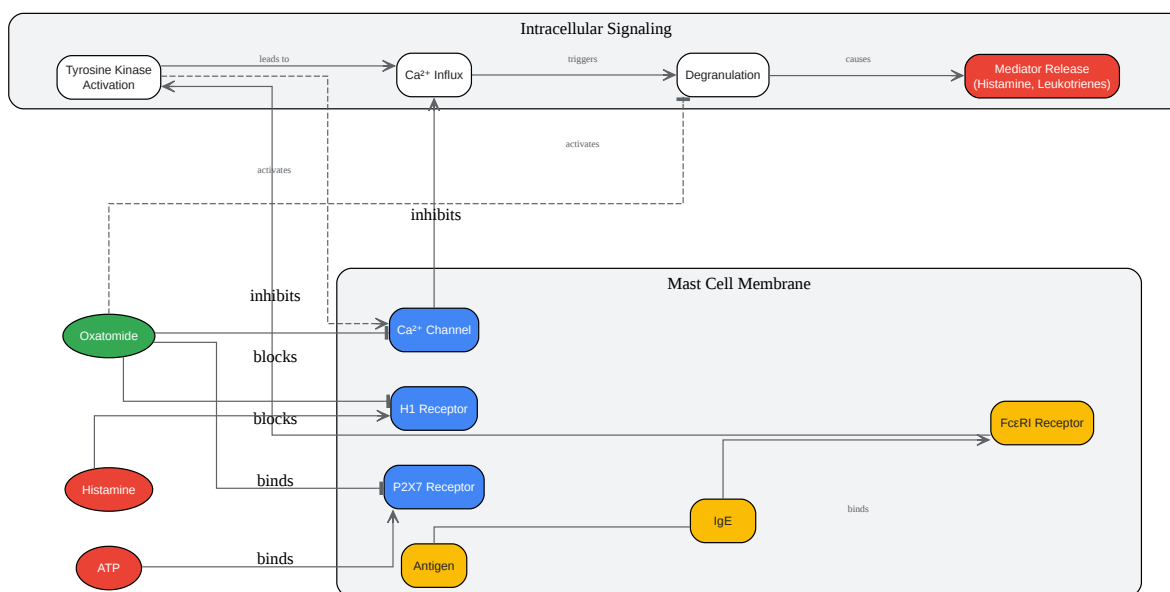 Intracellular Signaling
Tyrosine Kinase
Activation
leads to
Ca²⁺ Influx
triggers
Degranulation
causes
Mediator Release
(Histamine, Leukotrienes)
activates
activates
inhibits
Mast Cell Membrane
inhibits
Oxatomide
Ca²⁺ Channel
blocks
H1 Receptor
blocks
FcεRI Receptor
Histamine
binds
P2X7 Receptor
IgE
binds
ATP
binds
Antigen